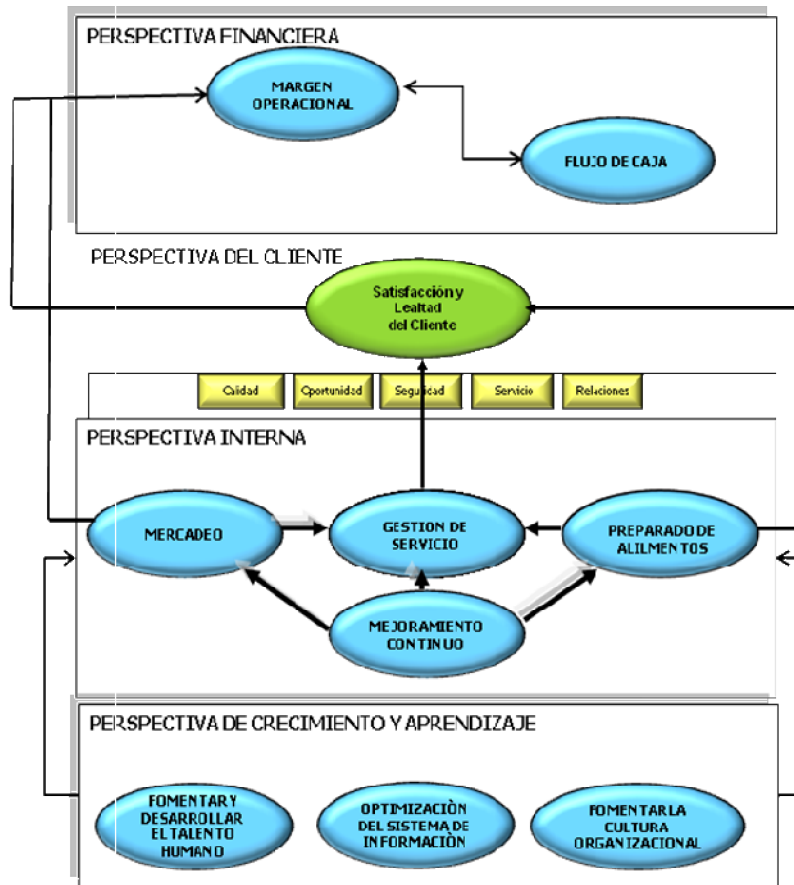 PERSPECTIVA FINANCIERA
MARGEN
OPERACIONAL
FLUJO DE CAJA
PERSPECTIVA DEL CLIENTE
Satisfacción y
Lealtad
del Cliente
Calidad
Oportunidad
Seguridad
Servicio
Relaciones
PERSPECTIVA INTERNA
MERCADEO
GESTION DE
SERVICIO
PREPARADO DE
ALILMENTOS
MEJORAMIENTO
CONTINUO
PERSPECTIVA DE CRECIMIENTO Y APRENDIZAJE
FOMENTAR Y
DESARROLLAR
EL TALENTO
HUMANO
OPTIMIZACIÒN
DEL SISTEMA DE
INFORMACIÒN
FOMENTAR LA
CULTURA
ORGANIZACIONAL